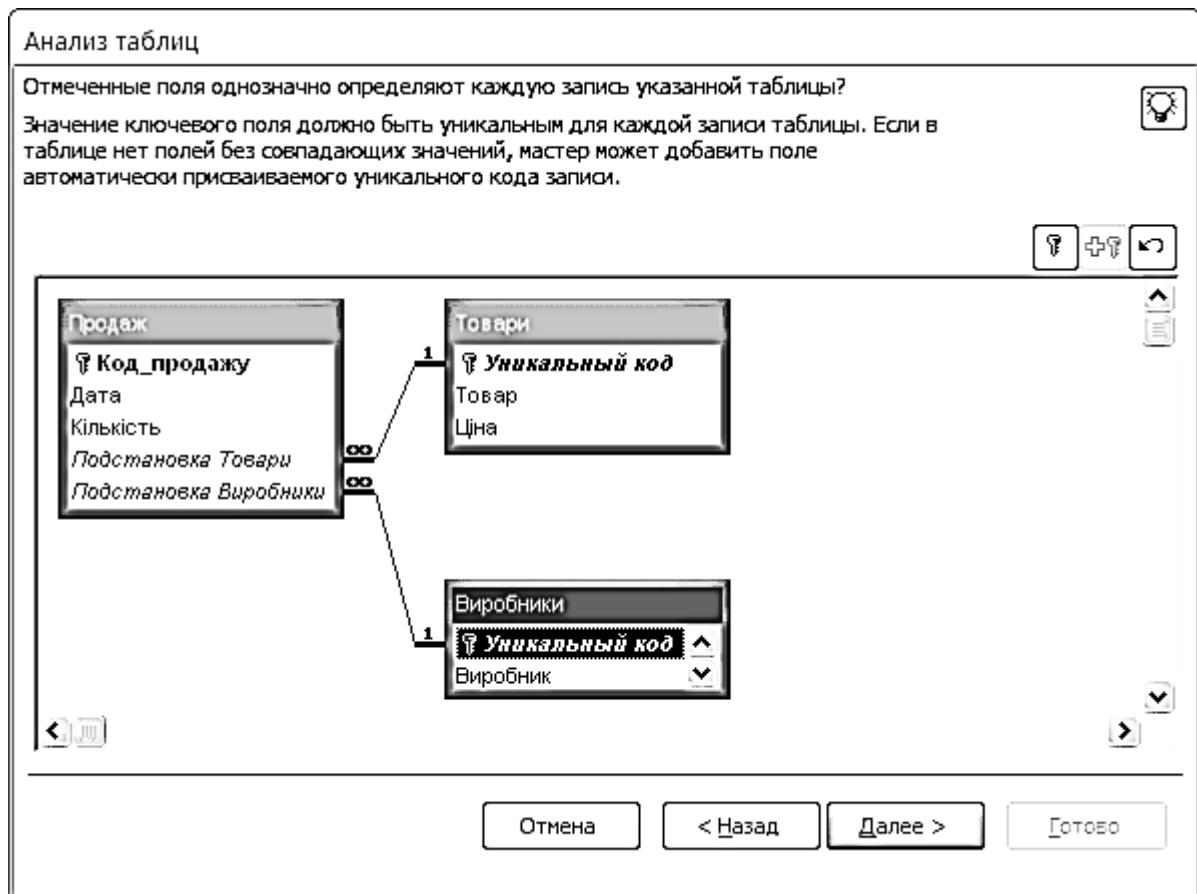 Анализ таблиц
Отмеченные поля однозначно определяют каждую запись указанной таблицы?
Значение ключевого поля должно быть уникальным для каждой записи таблицы. Если в
таблице нет полей без совпадающих значений, мастер может добавить поле
автоматически присваиваемого уникального кода записи.
Продаж
Код_продажу
Дата
Кількість
Подстановка Товари
Подстановка Виробники
∞
∞
1
Товари
Уникальный код
Товар
Ціна
1
Виробники
Уникальный код
Виробник
Отмена
< Назад
Далее >
Готово